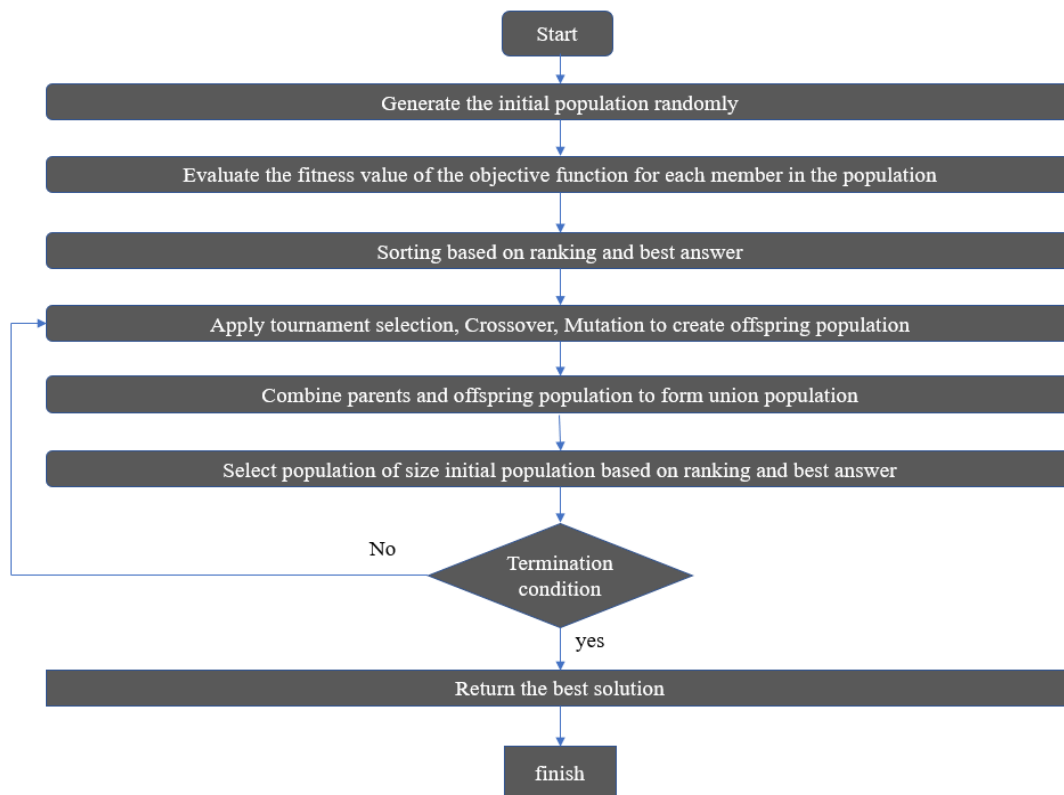 Start
Generate the initial population randomly
Evaluate the fitness value of the objective function for each member in the population
Sorting based on ranking and best answer
Apply tournament selection, Crossover, Mutation to create offspring population
Combine parents and offspring population to form union population
Select population of size initial population based on ranking and best answer
No
Termination
condition
yes
Return the best solution
finish